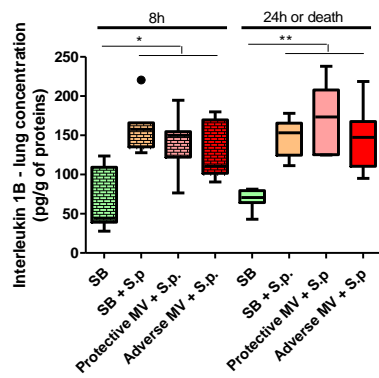 8h 24h or death
* **
Interleukin 1B - lung concentration
(pg/g of proteins)
250
200
150
100
50
0
SB
SB + S.p
Protective MV + S.p.
Adverse MV + S.p.
SB
SB + S.p.
Protective MV + S.p
Adverse MV + S.p